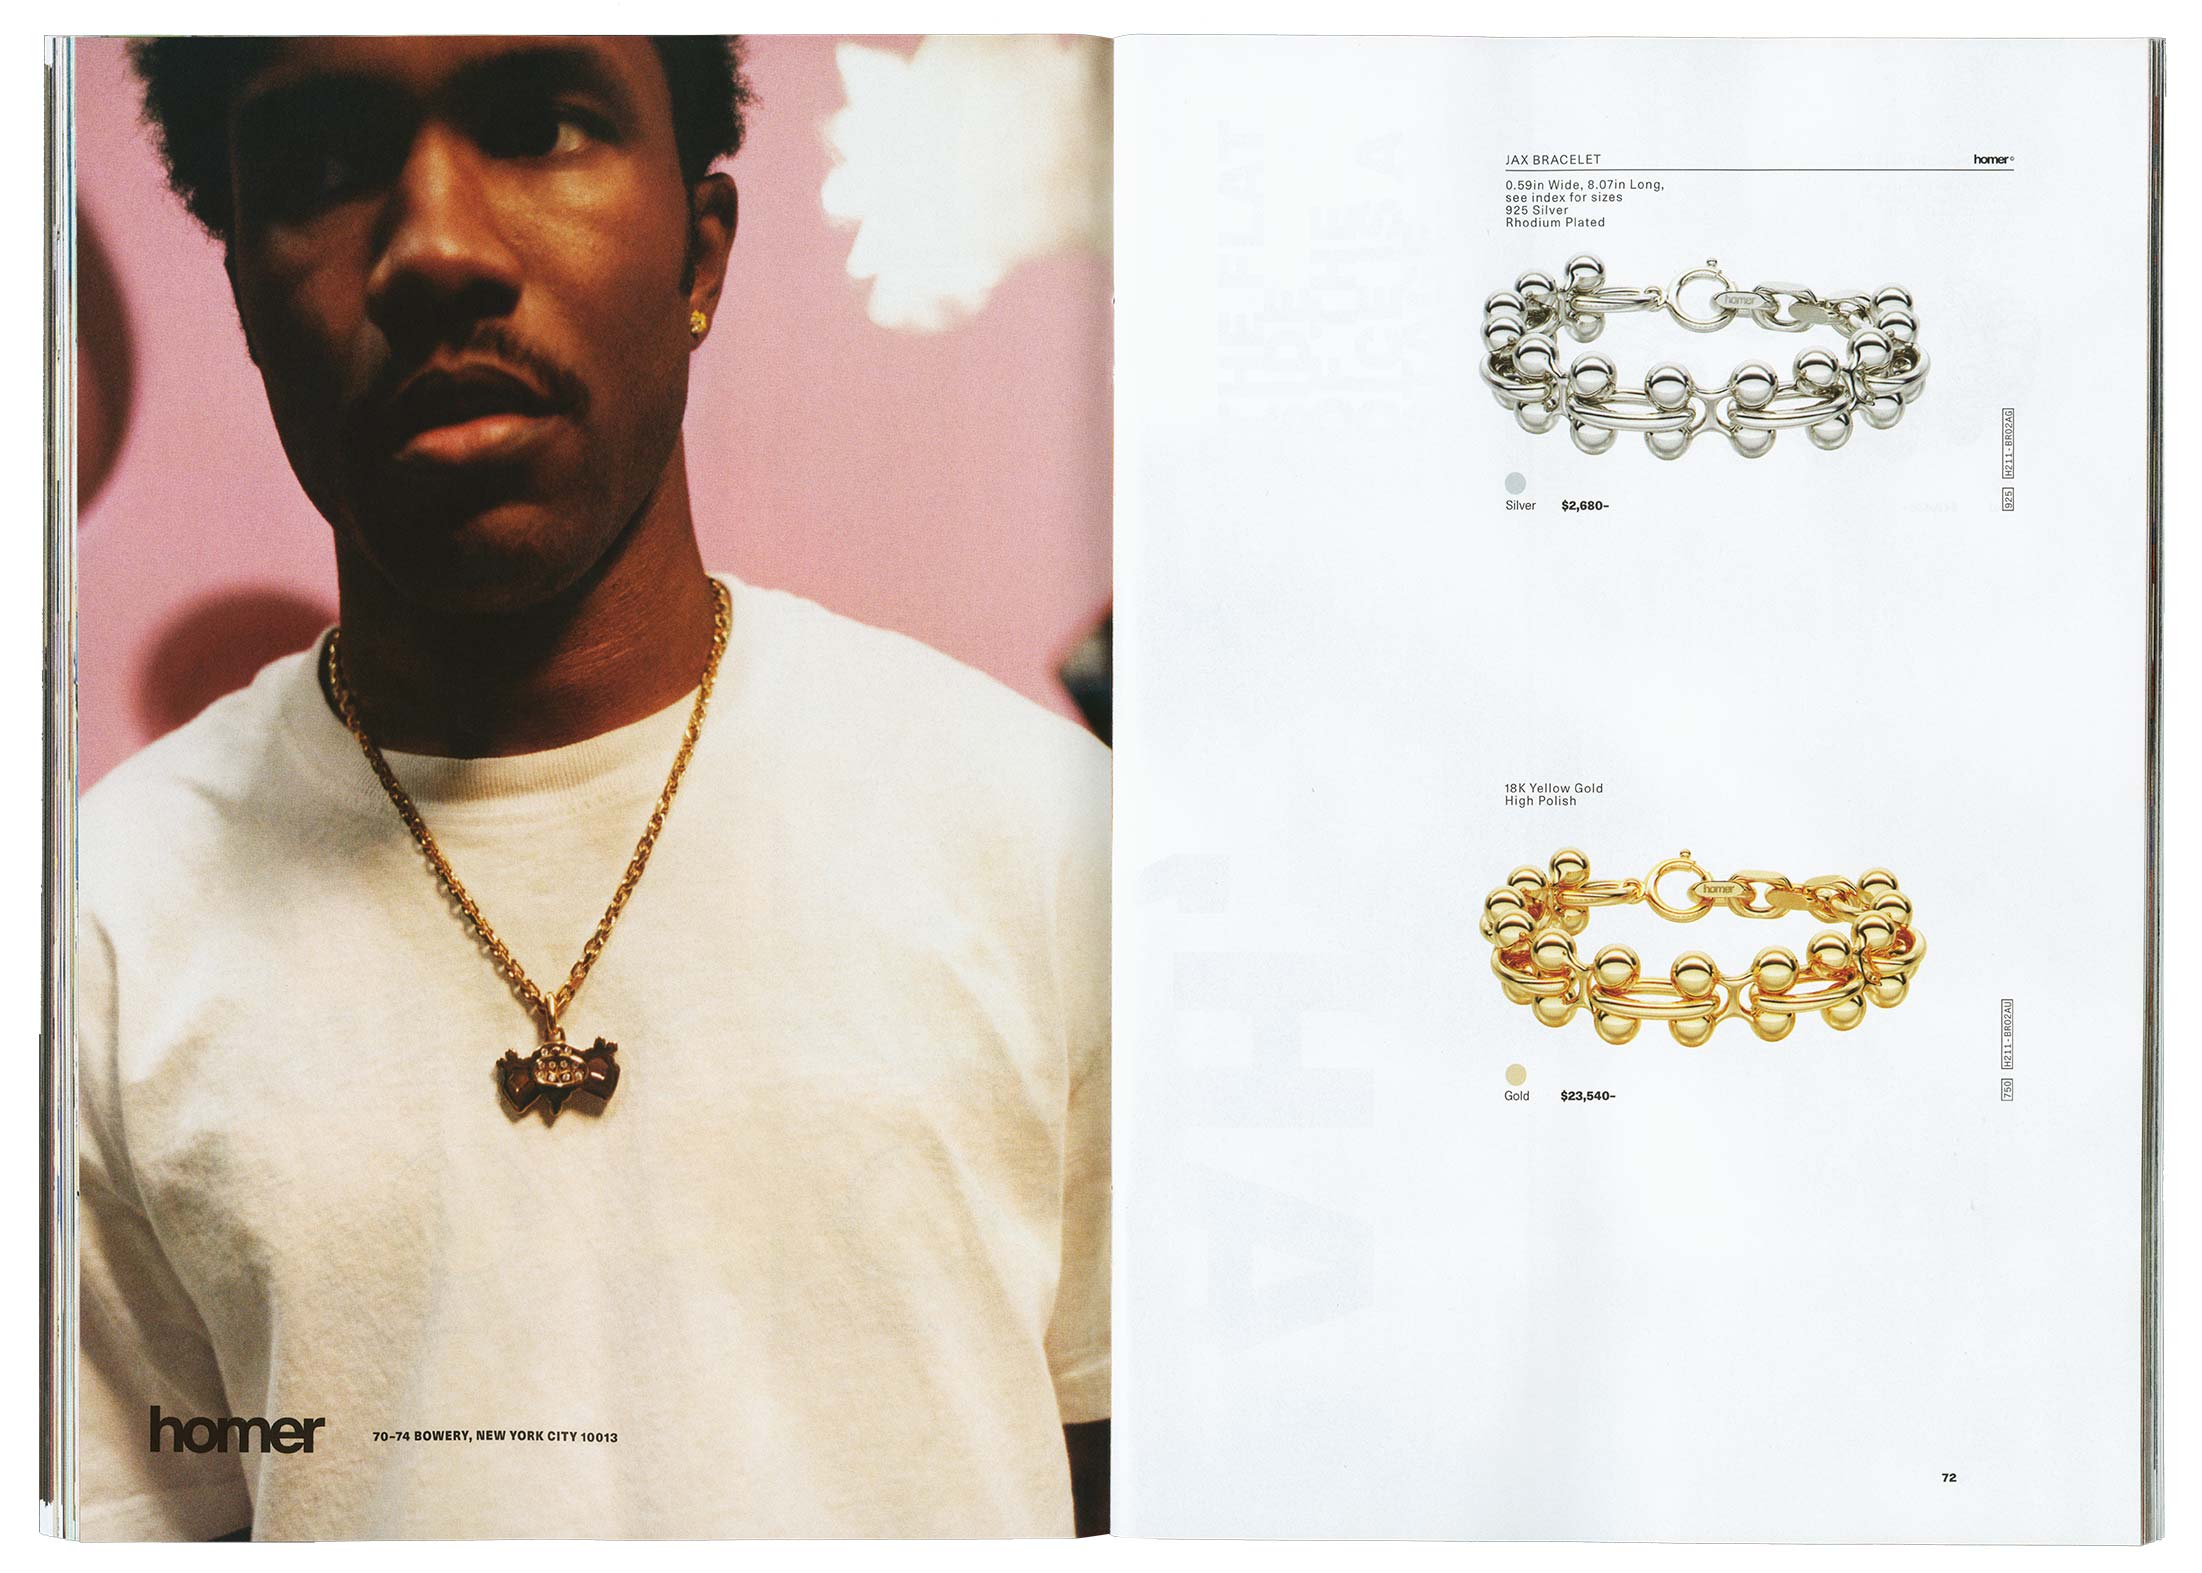 homer
70-74 BOWERY, NEW YORK CITY 10013
JAX BRACELET
homer©
0.59in Wide, 8.07in Long,
see index for sizes
925 Silver
Rhodium Plated
homer
Silver $2,680-
925 H211-BR02AG
18K Yellow Gold
High Polish
homer
Gold $23,540-
750 H211-BR02AU
72